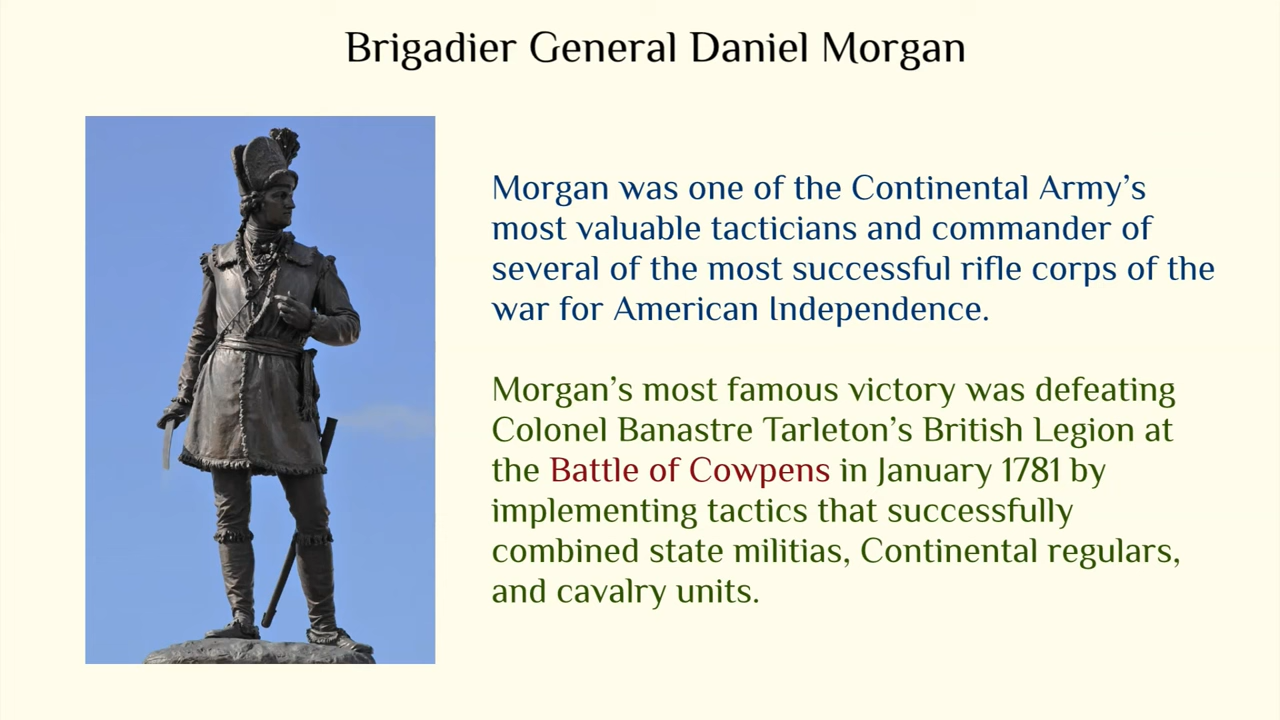 Brigadier General Daniel Morgan
Morgan was one of the Continental Army’s
most valuable tacticians and commander of
several of the most successful rifle corps of the
war for American Independence.
Morgan’s most famous victory was defeating
Colonel Banastre Tarleton’s British Legion at
the Battle of Cowpens in January 1781 by
implementing tactics that successfully
combined state militias, Continental regulars,
and cavalry units.